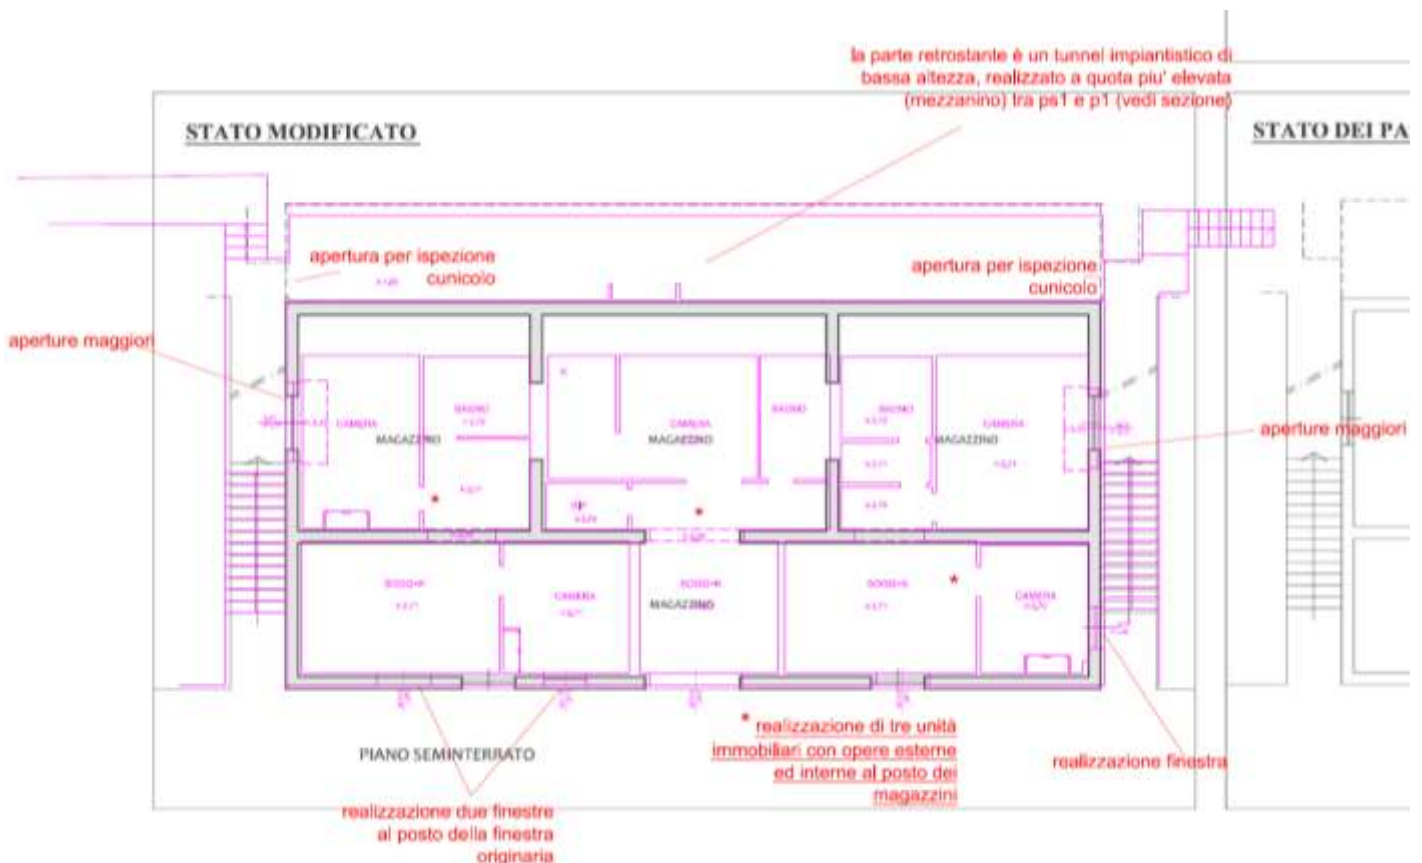 la parte retrostante è un tunnel impiantistico di
bassa altezza, realizzato a quota piu' elevata
(mezzanino) tra ps1 e p1 (vedi sezione)
STATO MODIFICATO
STATO DEI PA
apertura per ispezione
cunicolo
apertura per ispezione
cunicolo
aperture maggiori
aperture maggiori
BAGNO
BAGNO
BAGNO
CAMERA
CAMERA
CAMERA
MAGAZZINO
MAGAZZINO
MAGAZZINO
*
*
*
CAMERA
CAMERA
MAGAZZINO
* realizzazione di tre unità
immobiliari con opere esterne
ed interne al posto dei
magazzini
PIANO SEMINTERRATO
realizzazione finestra
realizzazione due finestre
al posto della finestra
originaria